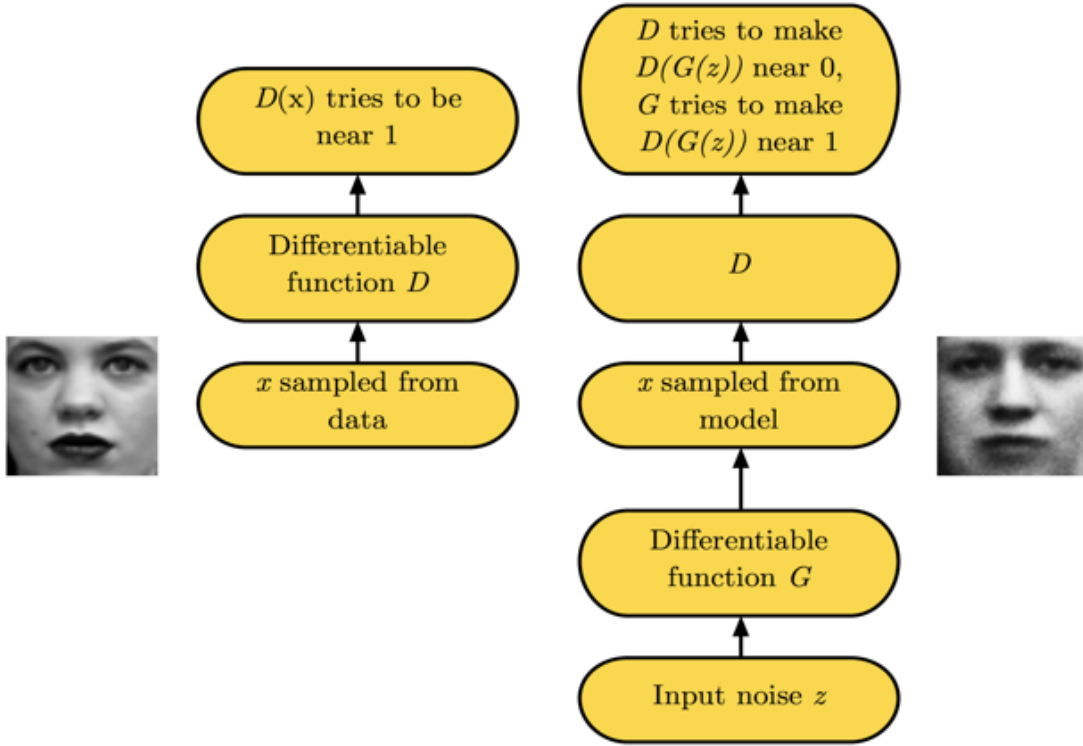 D(x) tries to be
near 1
Differentiable
function D
x sampled from
data
D tries to make
D(G(z)) near 0,
G tries to make
D(G(z)) near 1
D
x sampled from
model
Differentiable
function G
Input noise z